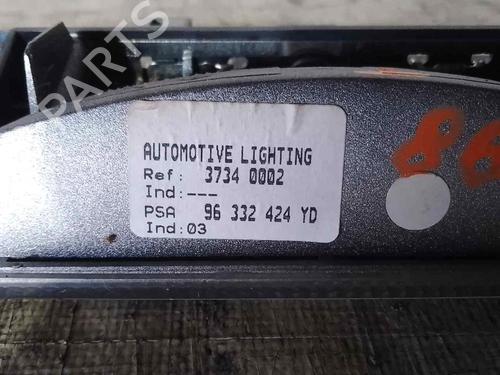 B PARTS
AUTOMOTIVE LIGHTING
Ref: 3734 0002
Ind:---
PSA 96 332 424 YD
Ind:03